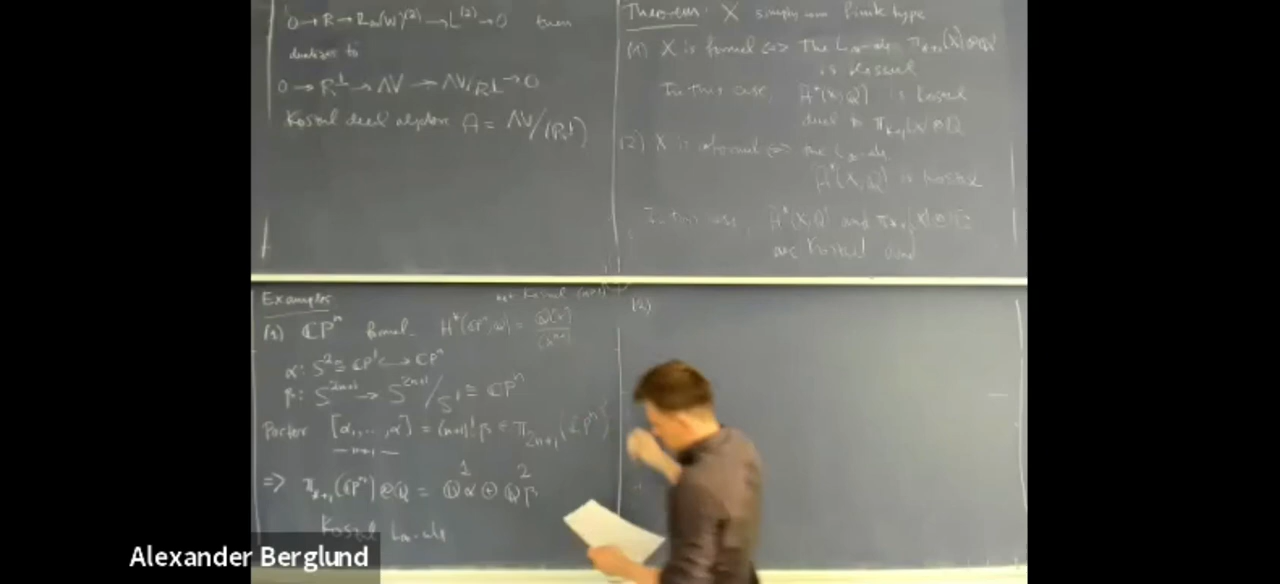 0 → R → L∞(W)^(2) → L^(2) → 0 then
dualizes to
0 → R^⊥ → ΛV → ΛV/R^⊥ → 0
Koszul dual algebra A = ΛV/(R^⊥)
Theorem. X simply conn finite type
(1) X is formal ⇔ The L∞-alg. π_{*+1}(X)⊗Q
is Koszul
In this case, H^*(X;Q) is Koszul
dual to
(2) X is coformal ⇔ the
H^*(X,Q) is Koszul
In this case, H^*(X,Q) and
are Koszul dual
Examples
not Koszul
(1) CP^n formal. H^*(CP^n;Q) = Q[x]/(x^{n+1})
α: S^2 ≅ CP^1 ↪ CP^n
β: S^{2n+1} → S^{2n+1}/S^1 ≅ CP^n
Porter [α,...,α] = (n+1)! β ∈ π_{2n+1}(CP^n)
n+1
1 2
⇒ π_{*+1}(CP^n)⊗Q = Qα ⊕ Qβ
Koszul L∞-alg
(2)
Alexander Berglund